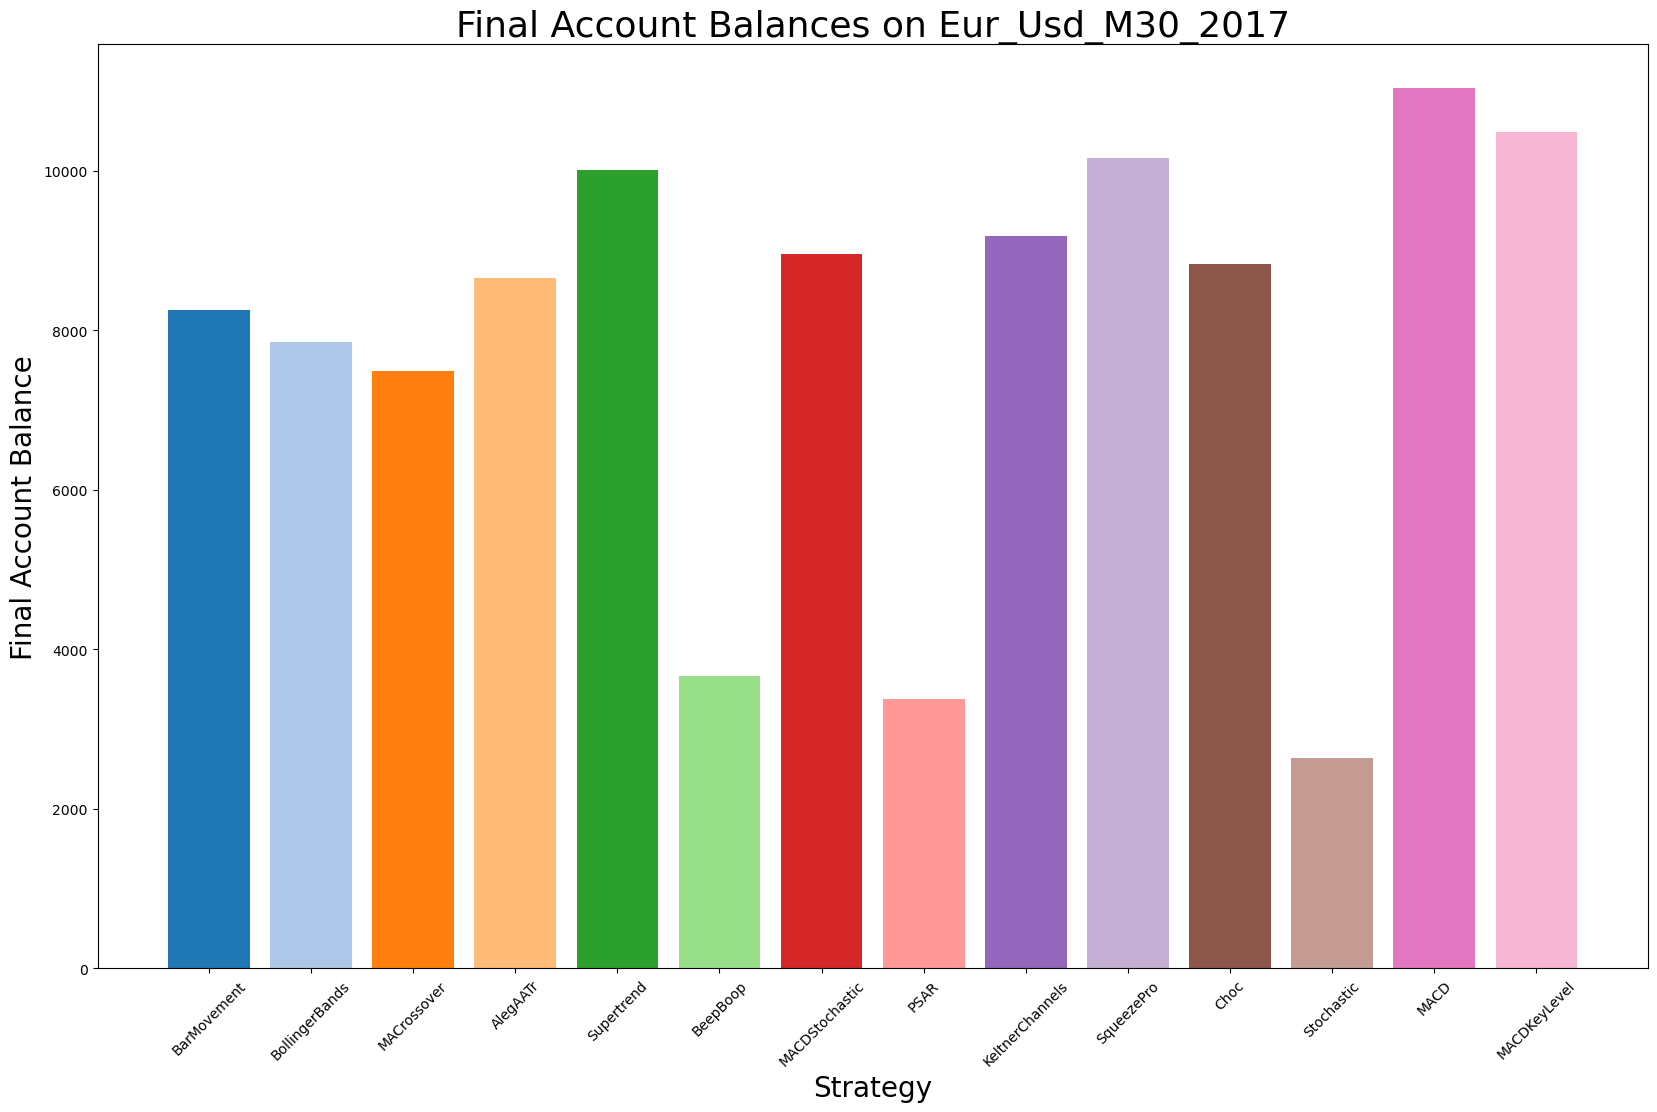 Final Account Balances on Eur_Usd_M30_2017
Final Account Balance
10000
8000
6000
4000
2000
0
BarMovement
BollingerBands
MACrossover
AlegAATr
Supertrend
BeepBoop
MACDStochastic
PSAR
KeltnerChannels
SqueezePro
Choc
Stochastic
MACD
MACDKeyLevel
Strategy